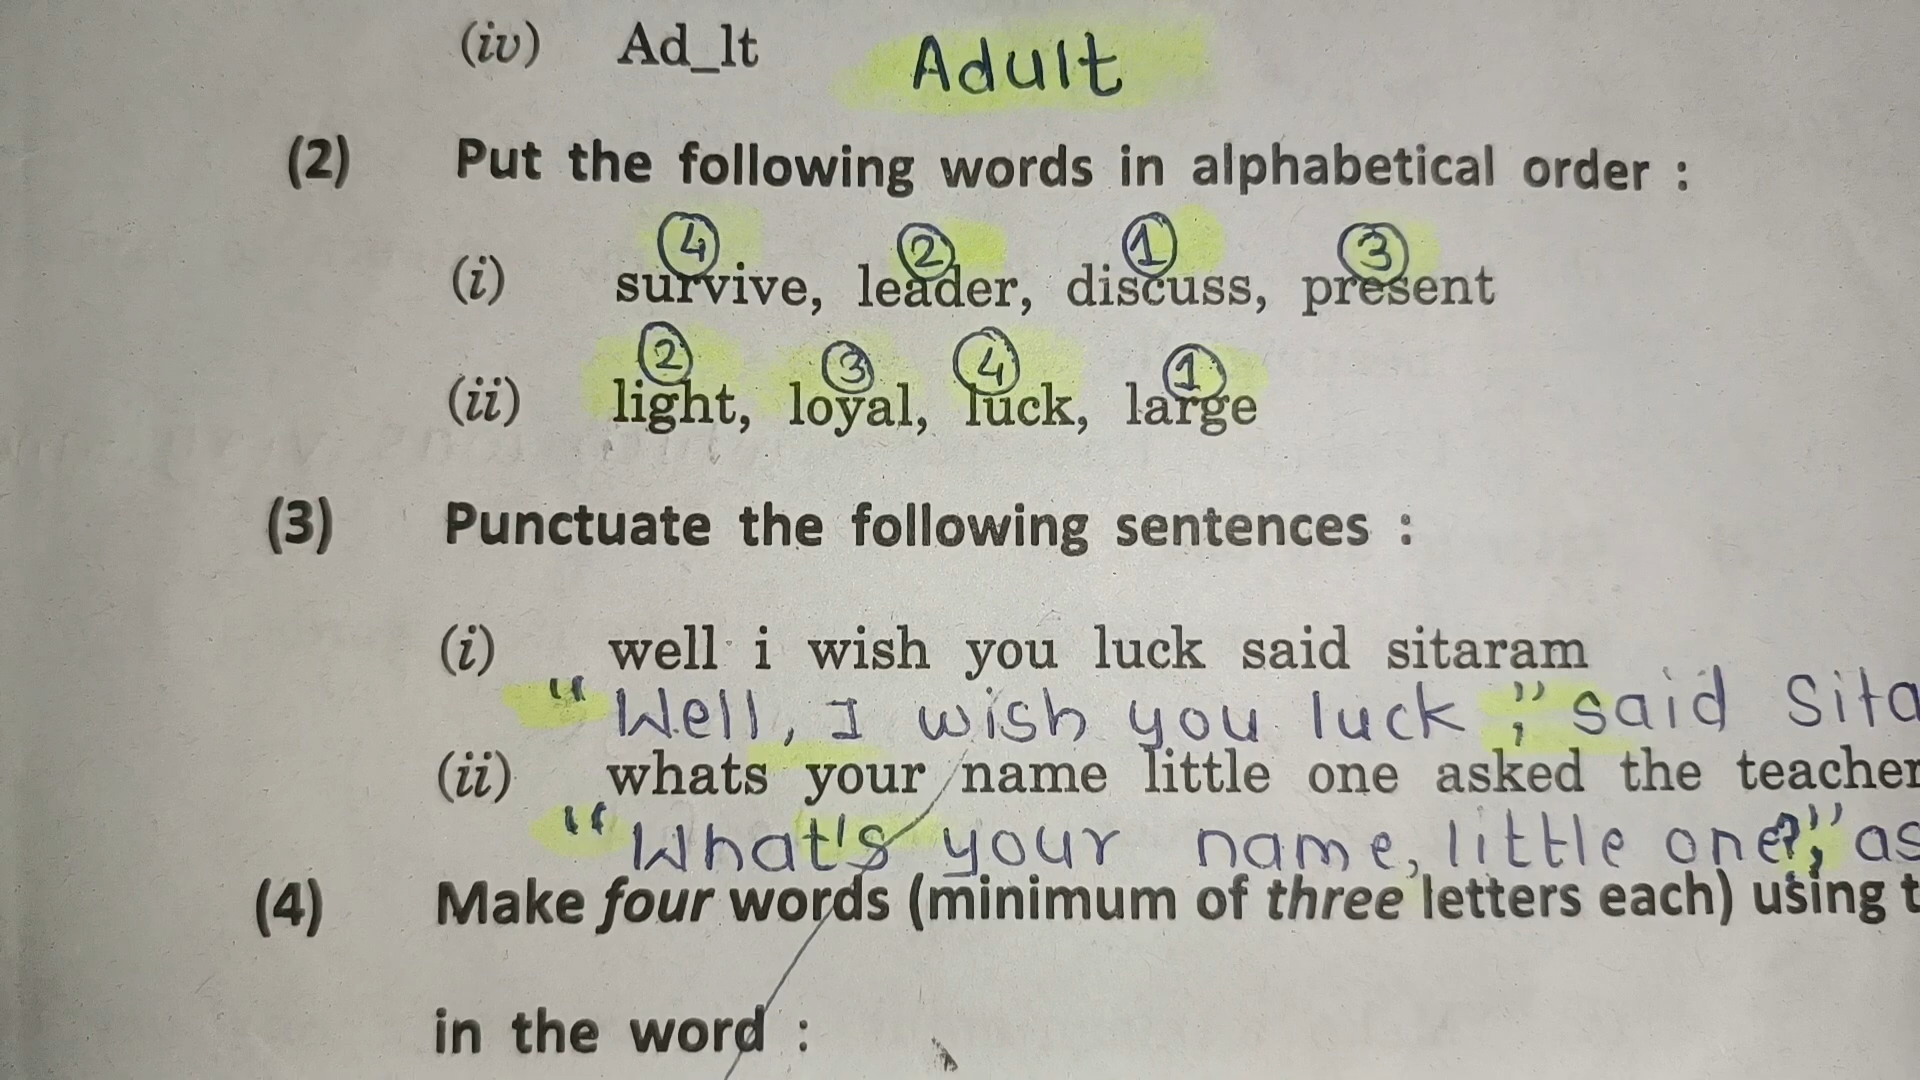 (iv) Ad_lt Adult
(2) Put the following words in alphabetical order :
④ ② ① ③
(i) survive, leader, discuss, present
② ③ ④ ①
(ii) light, loyal, luck, large
(3) Punctuate the following sentences :
(i) well i wish you luck said sitaram
"Well, I wish you luck," said Sita
(ii) whats your name little one asked the teacher
"What's your name, little one?," as
(4) Make four words (minimum of three letters each) using t
in the word :